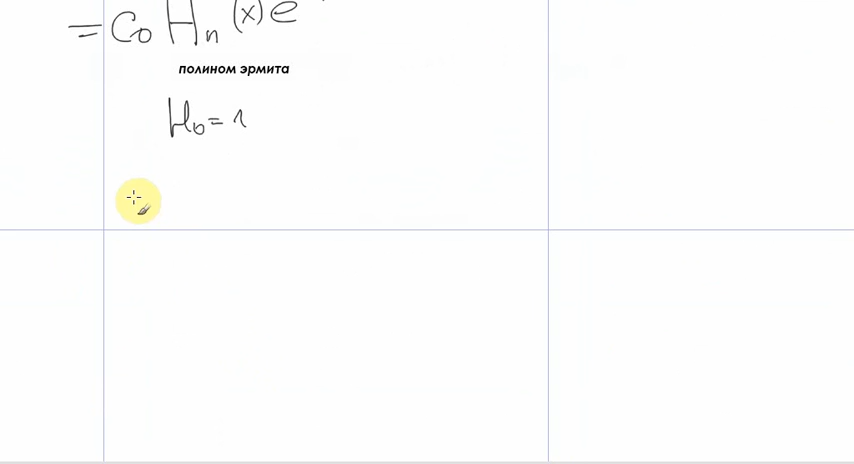 = C₀ Hₙ (x) e
полином эрмита
H₀ = 1